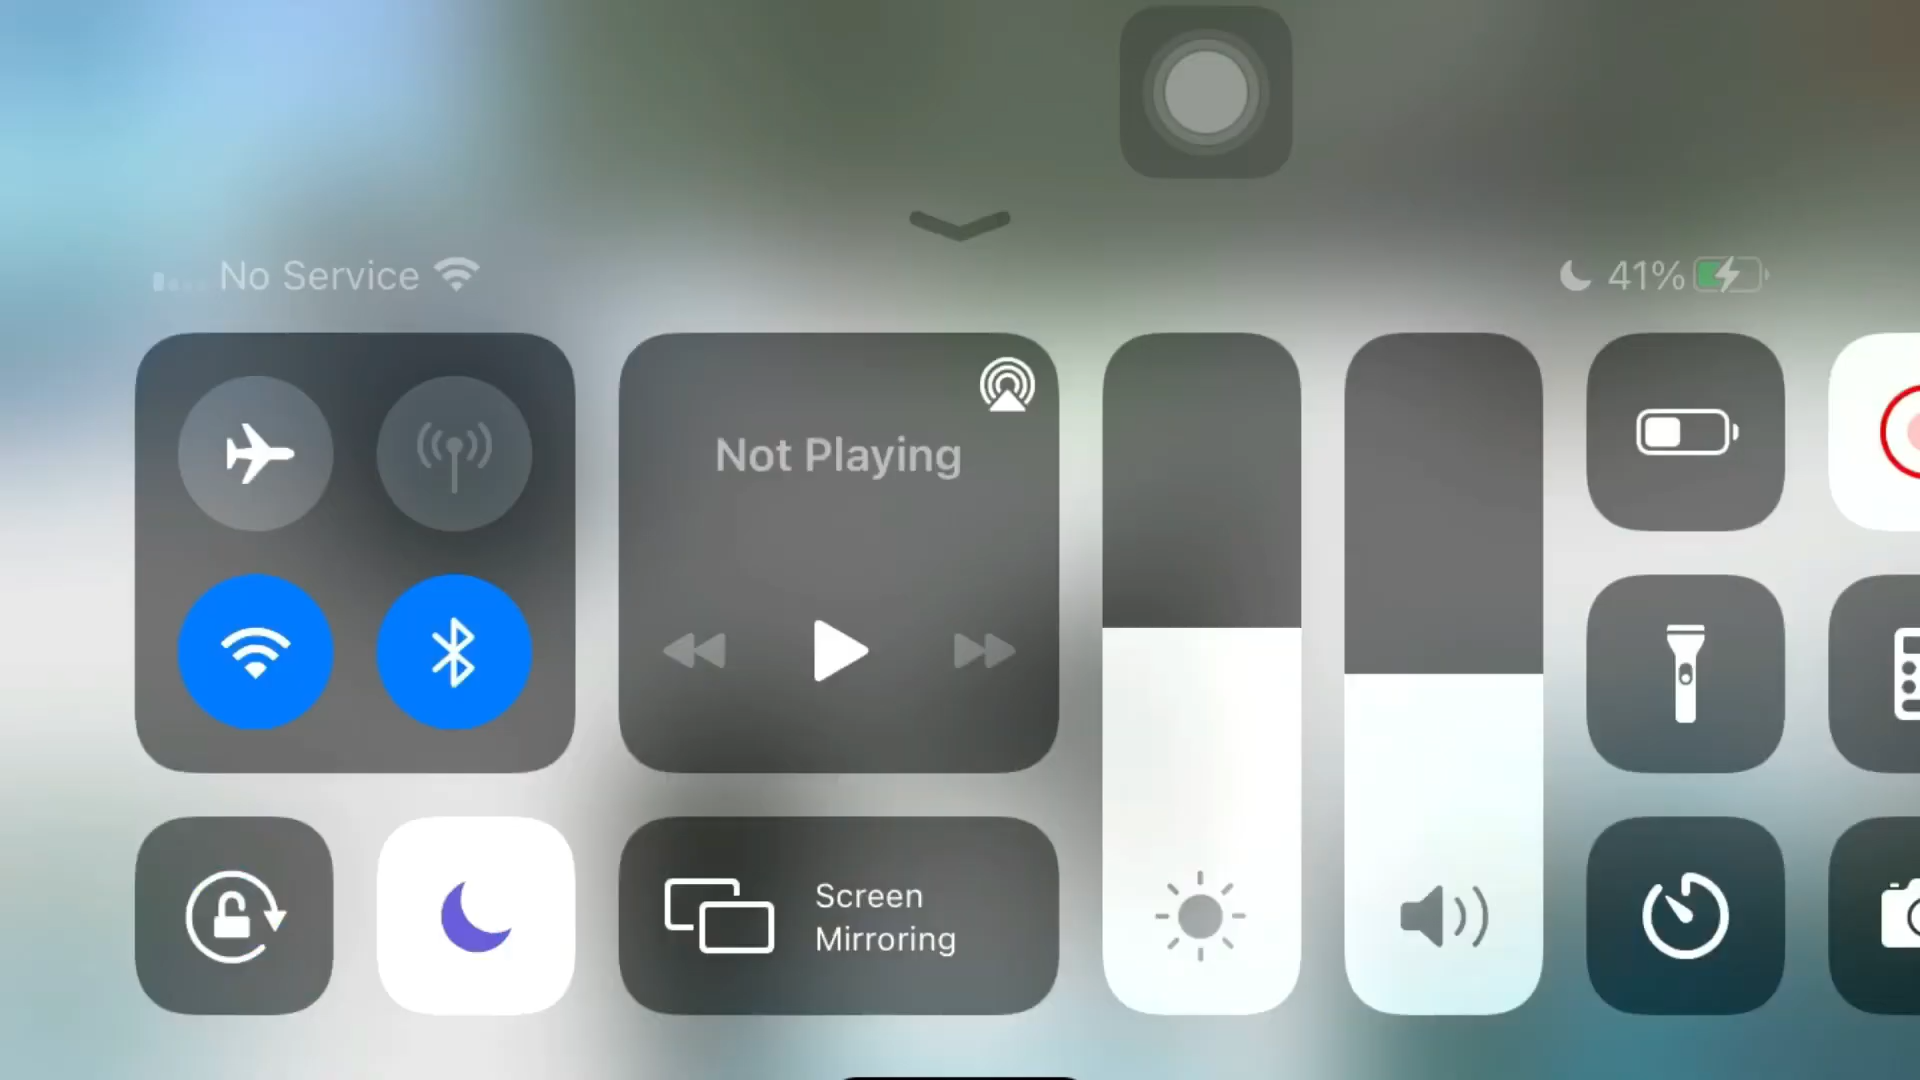 No Service
41%
Not Playing
Screen
Mirroring